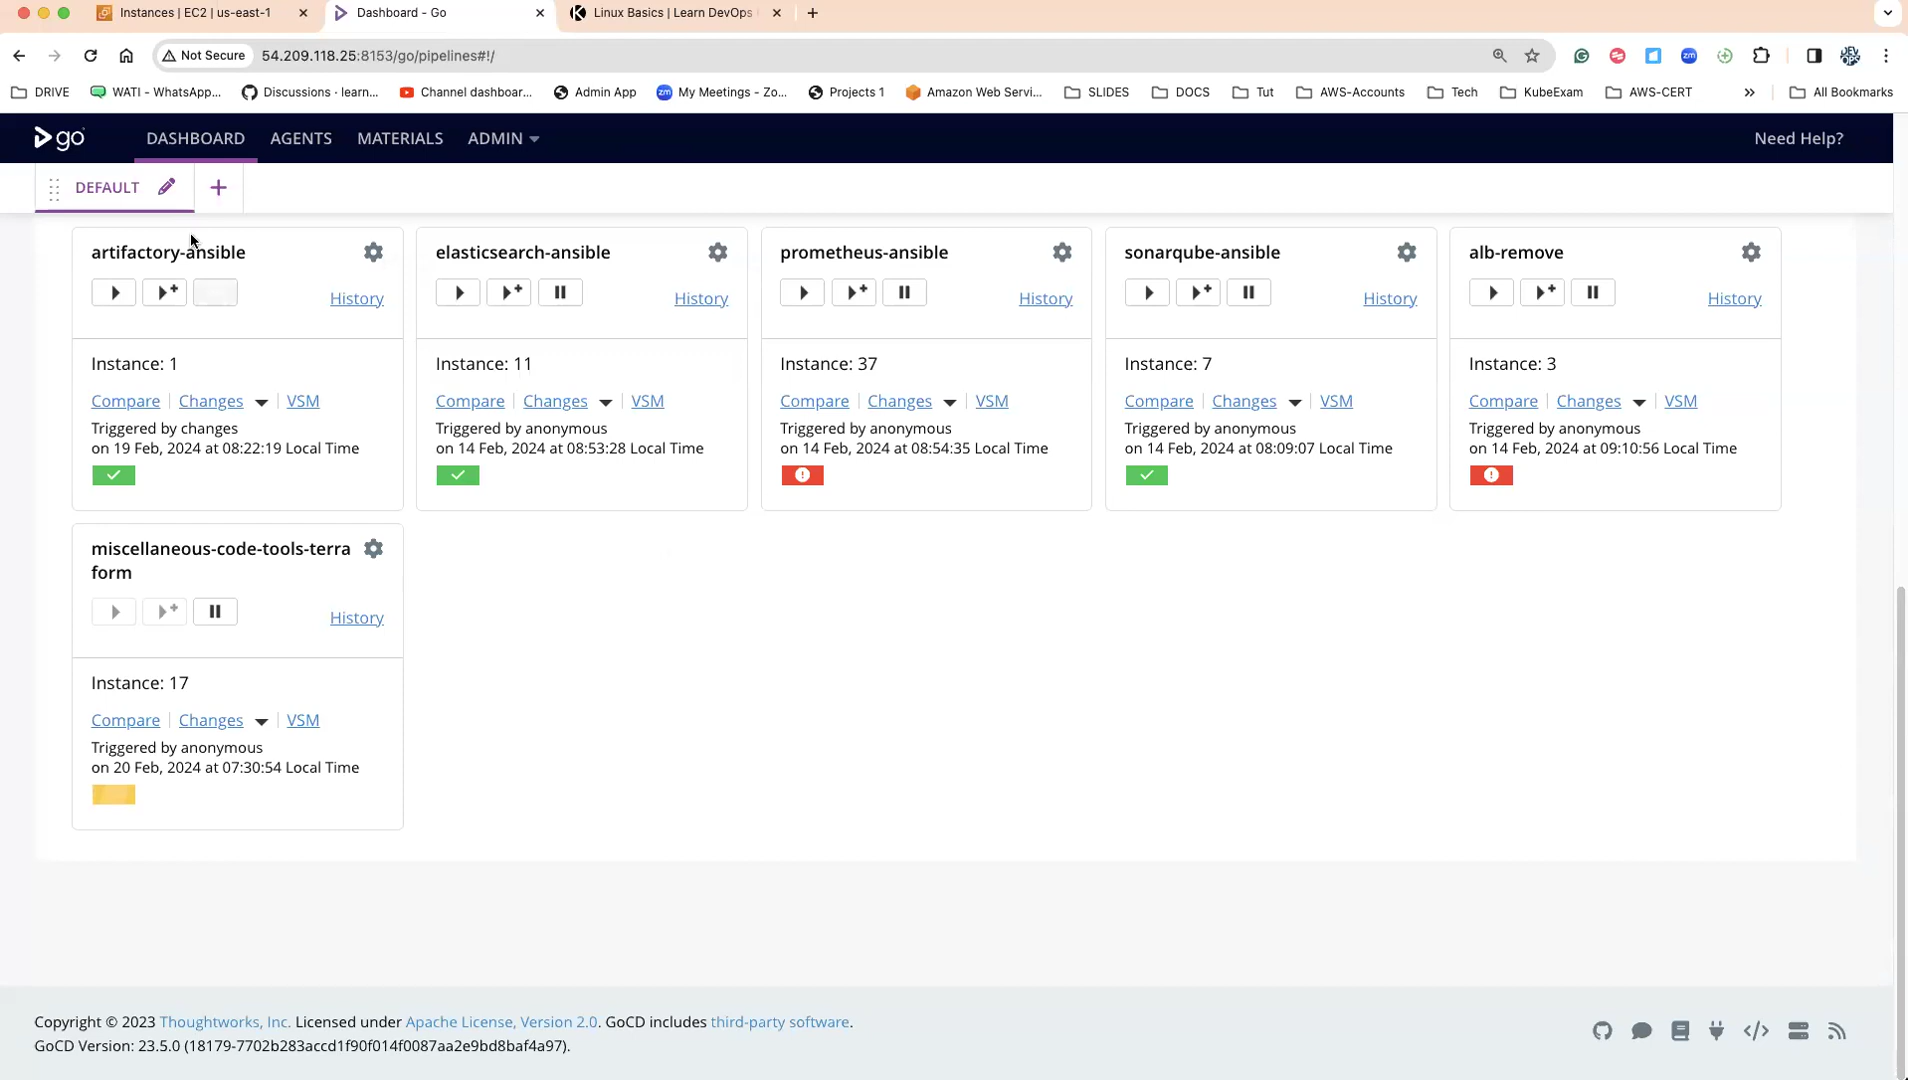 Instances | EC2 | us-east-1
Dashboard - Go
Linux Basics | Learn DevOps
Not Secure
54.209.118.25:8153/go/pipelines#!/
DRIVE
WATI - WhatsApp...
Discussions · learn...
Channel dashboar...
Admin App
My Meetings - Zo...
Projects 1
Amazon Web Servi...
SLIDES
DOCS
Tut
AWS-Accounts
Tech
KubeExam
AWS-CERT
All Bookmarks
go
DASHBOARD
AGENTS
MATERIALS
ADMIN
Need Help?
DEFAULT
artifactory-ansible
History
Instance: 1
Compare
Changes
VSM
Triggered by changes
on 19 Feb, 2024 at 08:22:19 Local Time
elasticsearch-ansible
History
Instance: 11
Compare
Changes
VSM
Triggered by anonymous
on 14 Feb, 2024 at 08:53:28 Local Time
prometheus-ansible
History
Instance: 37
Compare
Changes
VSM
Triggered by anonymous
on 14 Feb, 2024 at 08:54:35 Local Time
sonarqube-ansible
History
Instance: 7
Compare
Changes
VSM
Triggered by anonymous
on 14 Feb, 2024 at 08:09:07 Local Time
alb-remove
History
Instance: 3
Compare
Changes
VSM
Triggered by anonymous
on 14 Feb, 2024 at 09:10:56 Local Time
miscellaneous-code-tools-terra
form
History
Instance: 17
Compare
Changes
VSM
Triggered by anonymous
on 20 Feb, 2024 at 07:30:54 Local Time
Copyright © 2023 Thoughtworks, Inc. Licensed under Apache License, Version 2.0. GoCD includes third-party software.
GoCD Version: 23.5.0 (18179-7702b283accd1f90f014f0087aa2e9bd8baf4a97).